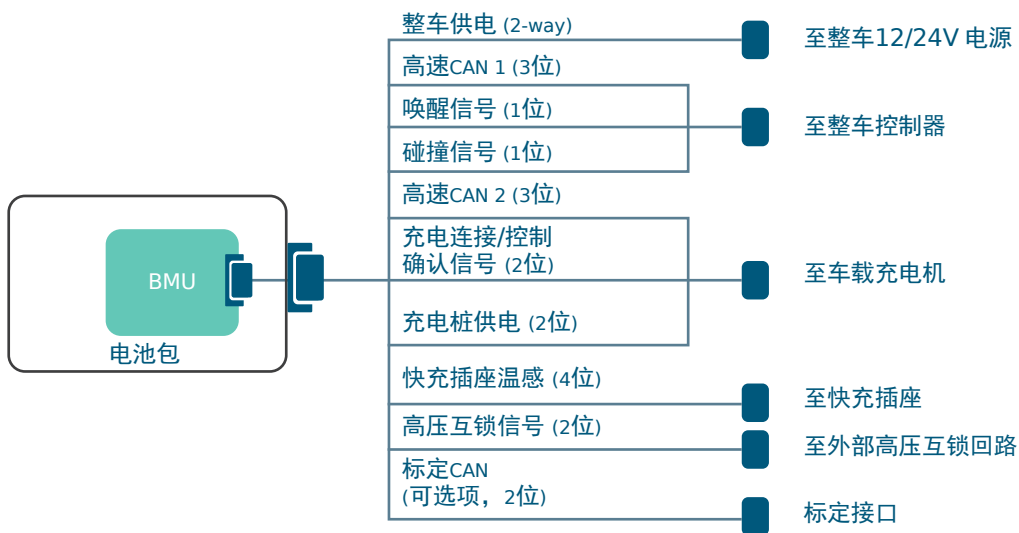 整车供电 (2-way)
至整车12/24V 电源
高速CAN 1 (3位)
唤醒信号 (1位)
至整车控制器
碰撞信号 (1位)
高速CAN 2 (3位)
充电连接/控制
确认信号 (2位)
至车载充电机
BMU
充电桩供电 (2位)
电池包
快充插座温感 (4位)
至快充插座
高压互锁信号 (2位)
至外部高压互锁回路
标定CAN
(可选项，2位)
标定接口